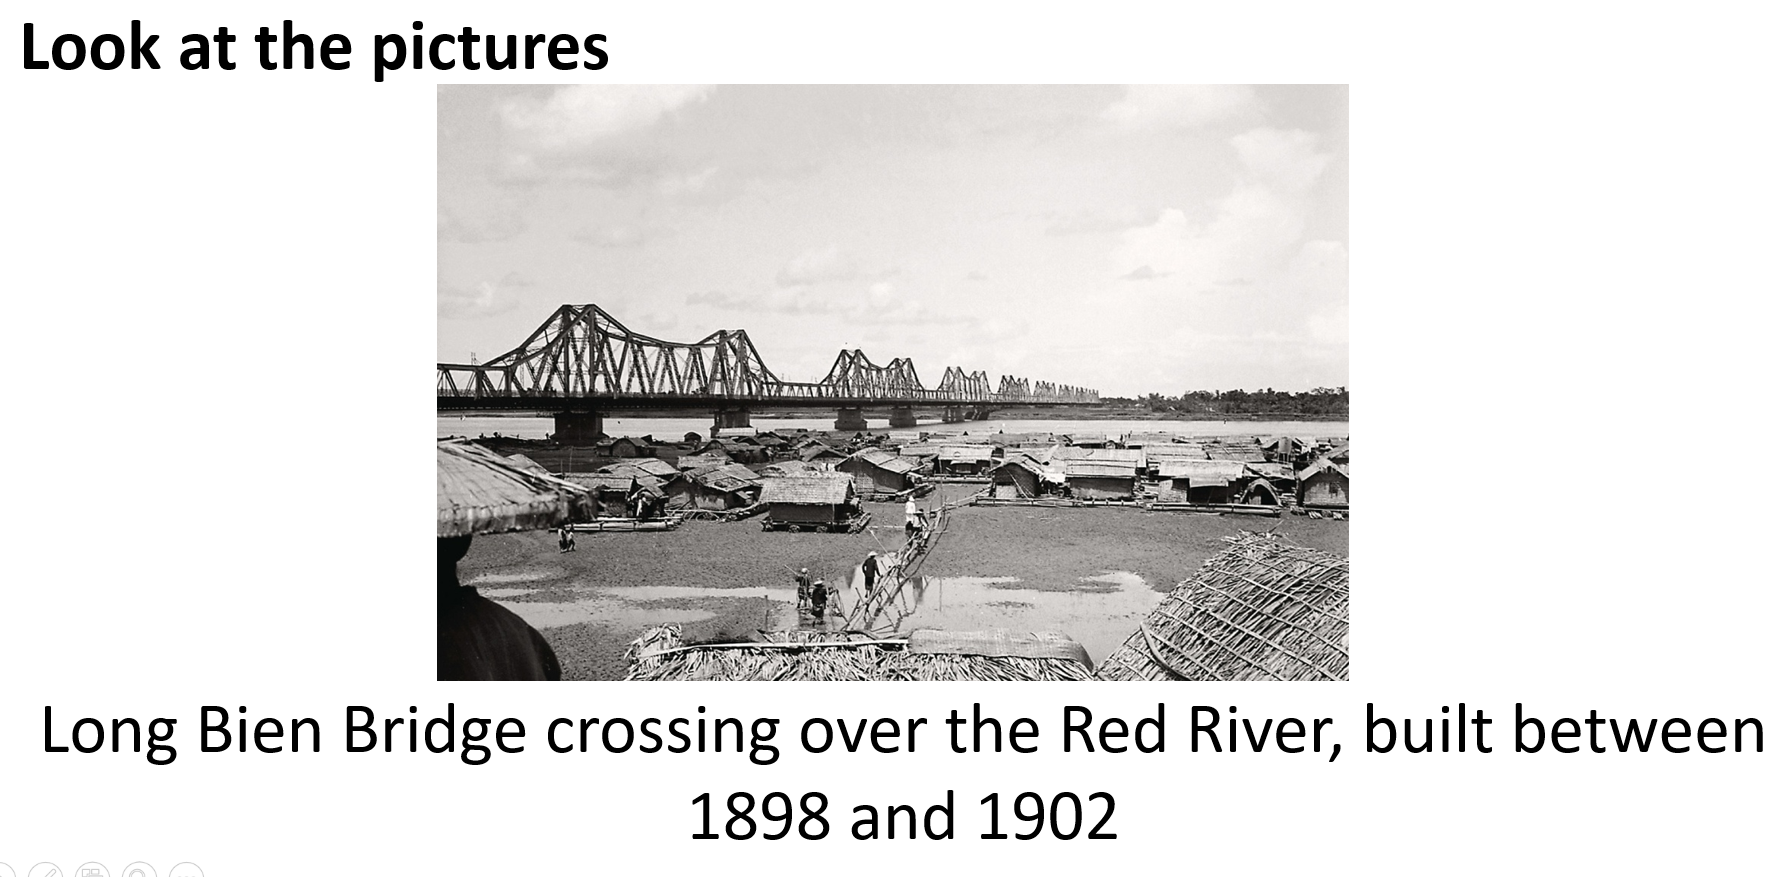 Look at the pictures
Long Bien Bridge crossing over the Red River, built between
1898 and 1902